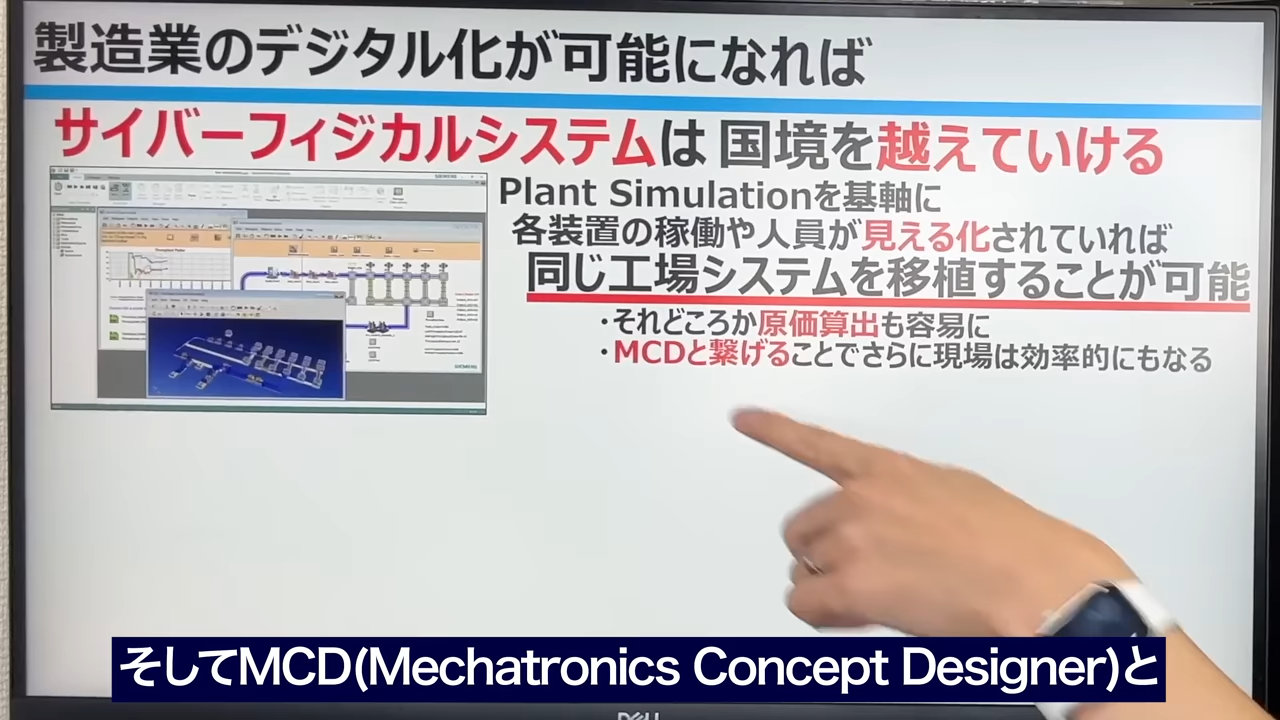 製造業のデジタル化が可能になれば
サイバーフィジカルシステムは 国境を越えていける
Plant Simulationを基軸に
各装置の稼働や人員が見える化されていれば
同じ工場システムを移植することが可能
・それどころか原価算出も容易に
・MCDと繋げることでさらに現場は効率的にもなる
SIEMENS
そしてMCD(Mechatronics Concept Designer)と
DELL